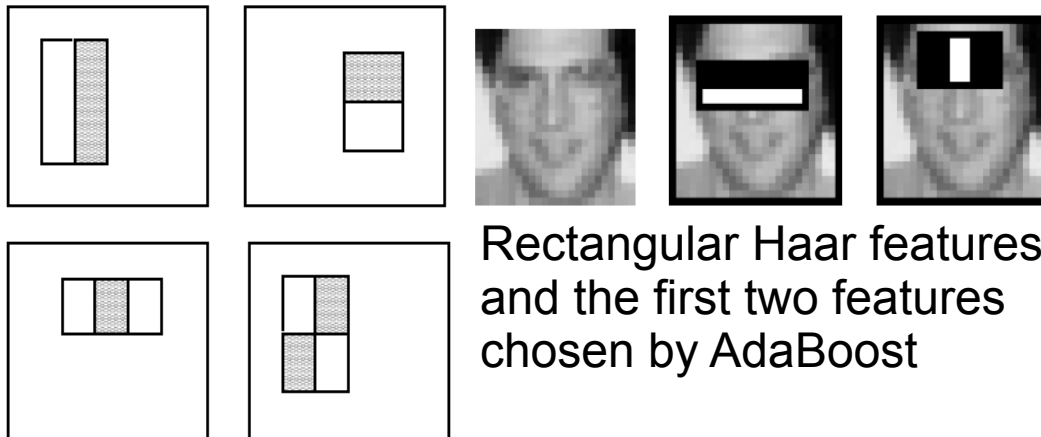 Rectangular Haar features
and the first two features
chosen by AdaBoost